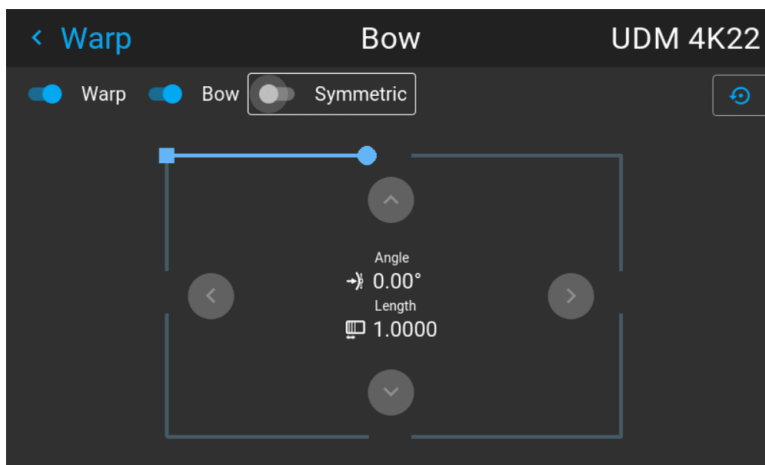 Warp Bow UDM 4K22
Warp Bow Symmetric
Angle
0.00°
Length
1.0000